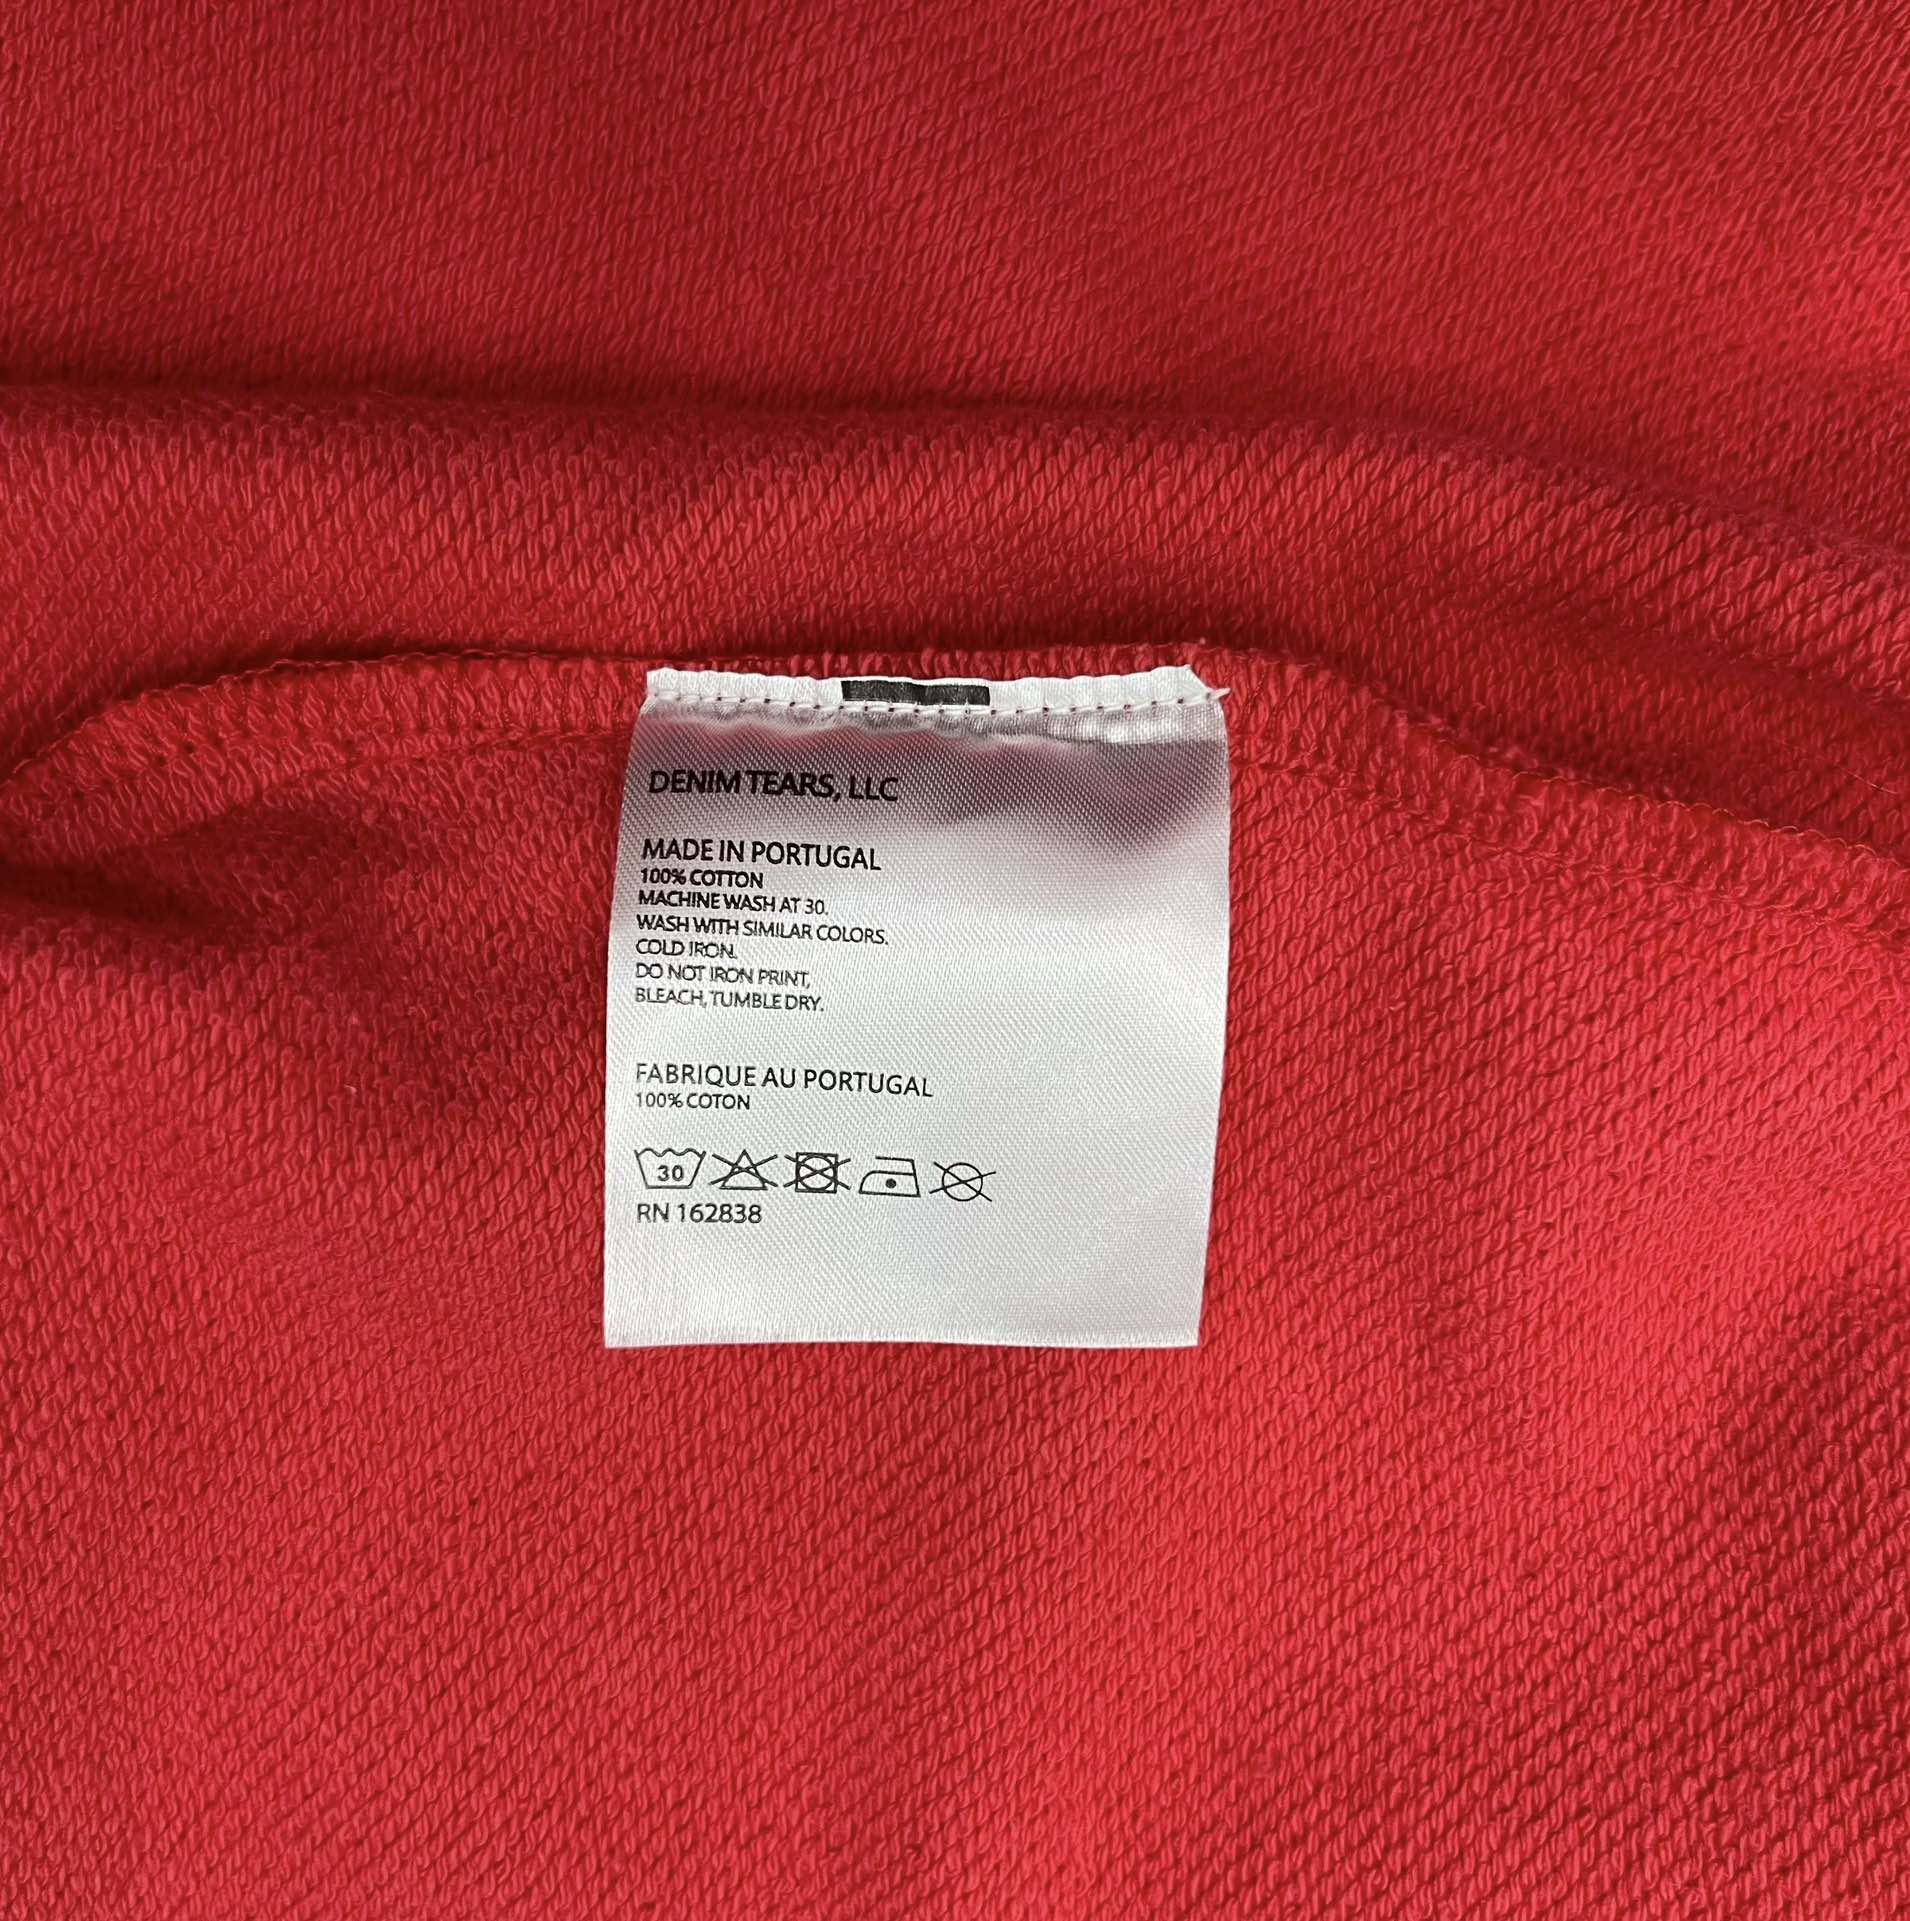 DENIM TEARS, LLC
MADE IN PORTUGAL
100% COTTON
MACHINE WASH AT 30.
WASH WITH SIMILAR COLORS.
COLD IRON.
DO NOT IRON PRINT,
BLEACH, TUMBLE DRY.
FABRIQUE AU PORTUGAL
100% COTON
30
RN 162838